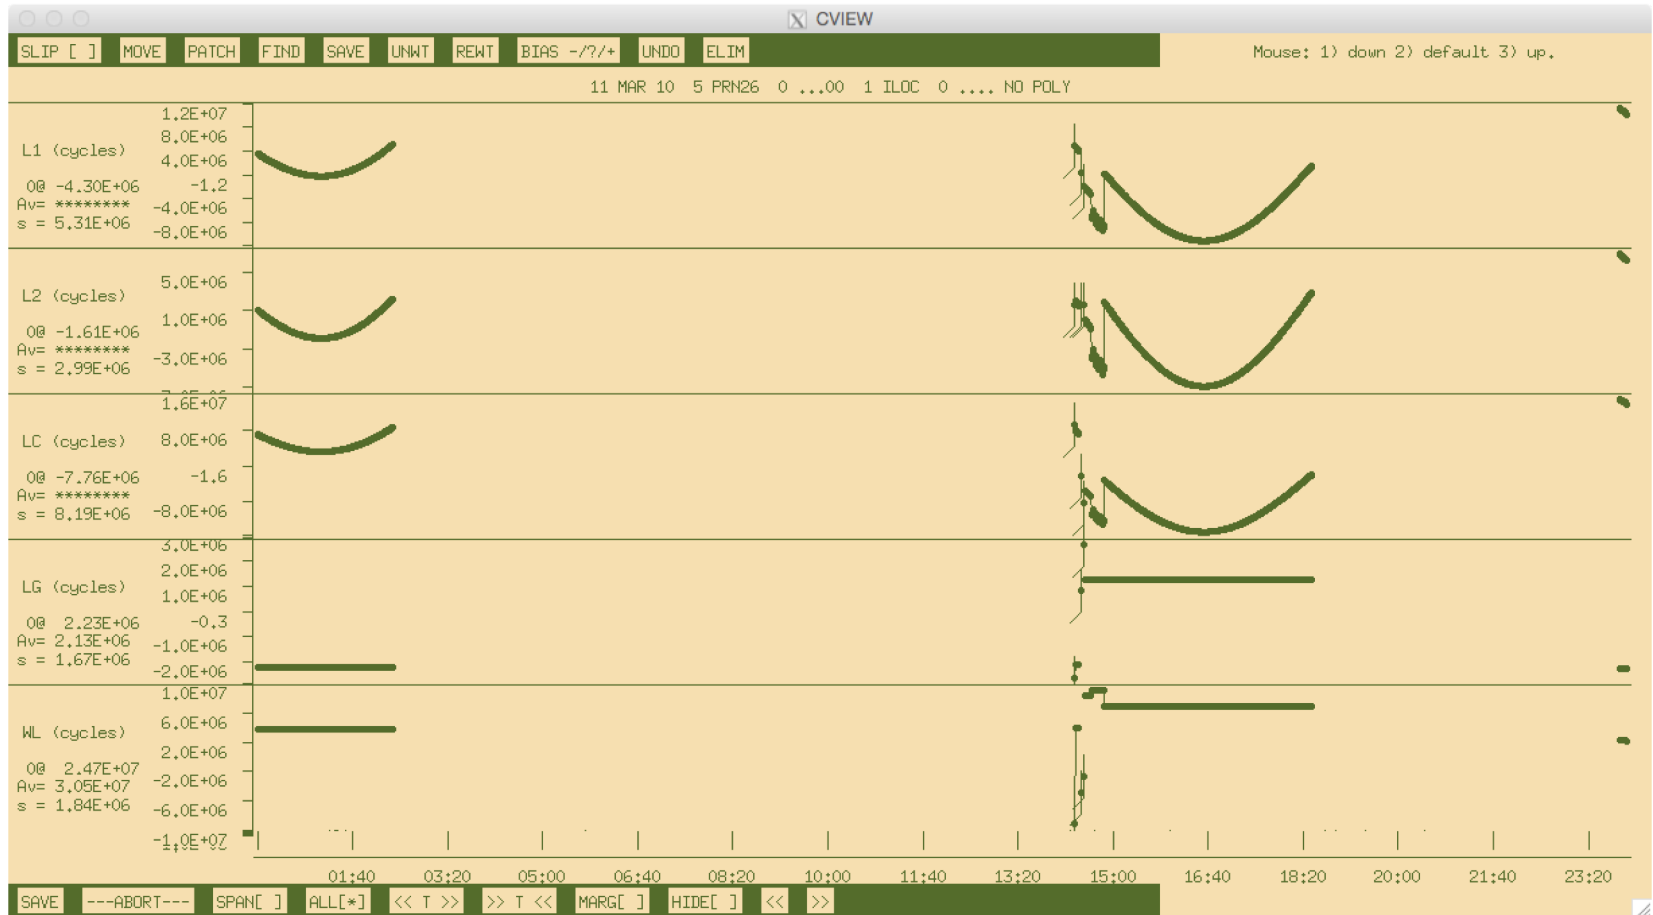 CVIEW
SLIP [ ] MOVE PATCH FIND SAVE UNWT REWT BIAS -/?/+ UNDO ELIM Mouse: 1) down 2) default 3) up.
11 MAR 10 5 PRN26 0 ...00 1 ILOC 0 .... NO POLY
1.2E+07
8.0E+06
L1 (cycles)
4.0E+06
0@ -4.30E+06 -1.2
Av= ********
-4.0E+06
s = 5.31E+06
-8.0E+06
5.0E+06
L2 (cycles)
1.0E+06
0@ -1.61E+06
Av= ********
-3.0E+06
s = 2.99E+06
1.6E+07
LC (cycles) 8.0E+06
0@ -7.76E+06 -1.6
Av= ********
s = 8.19E+06 -8.0E+06
3.0E+06
2.0E+06
LG (cycles)
1.0E+06
0@ 2.23E+06 -0.3
Av= 2.13E+06
-1.0E+06
s = 1.67E+06
-2.0E+06
1.0E+07
6.0E+06
WL (cycles)
2.0E+06
0@ 2.47E+07
Av= 3.05E+07 -2.0E+06
s = 1.84E+06 -6.0E+06
-1.0E+07
01:40 03:20 05:00 06:40 08:20 10:00 11:40 13:20 15:00 16:40 18:20 20:00 21:40 23:20
SAVE ---ABORT--- SPAN[ ] ALL[*] << T >> >> T << MARG[ ] HIDE[ ] << >>